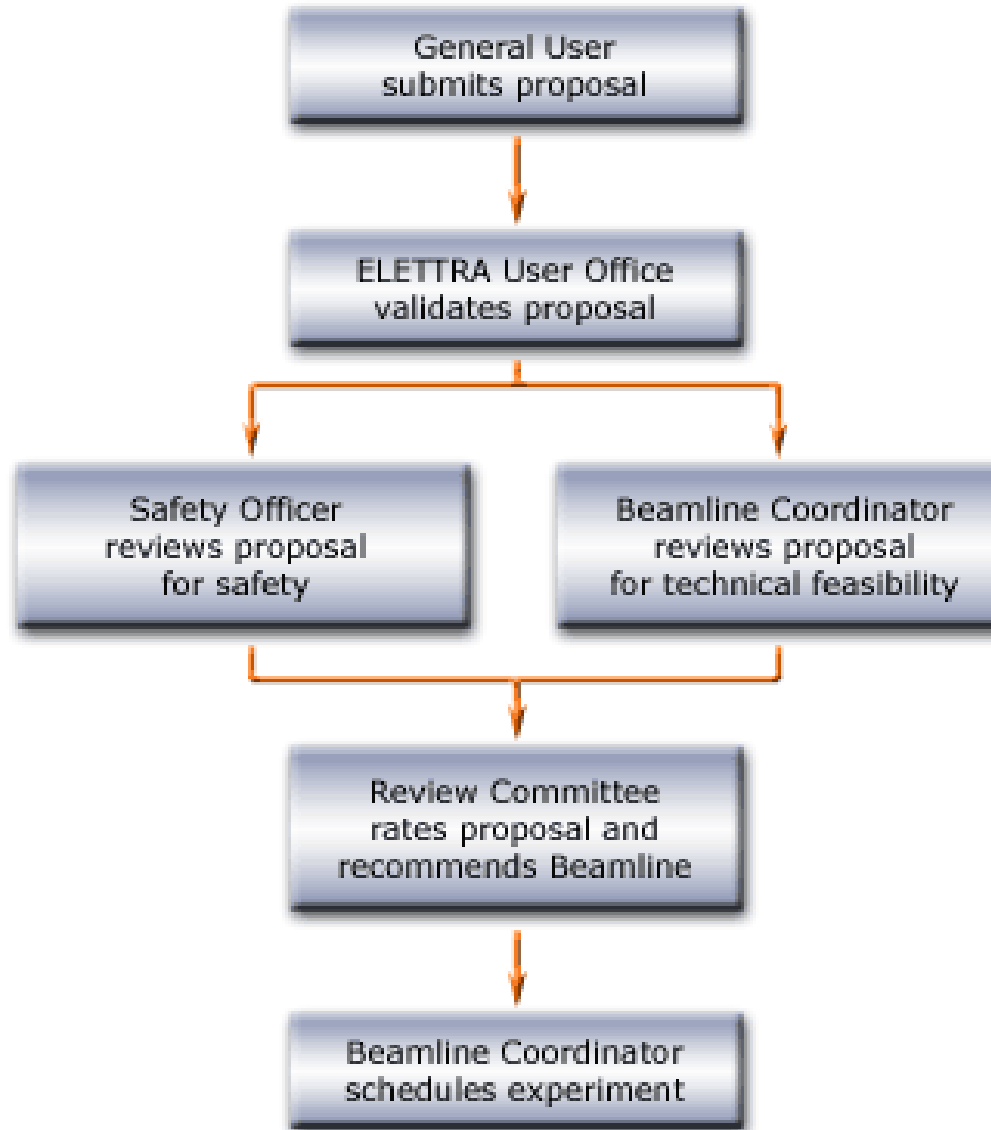 General User
submits proposal
ELETTRA User Office
validates proposal
Safety Officer
reviews proposal
for safety
Beamline Coordinator
reviews proposal
for technical feasibility
Review Committee
rates proposal and
recommends Beamline
Beamline Coordinator
schedules experiment